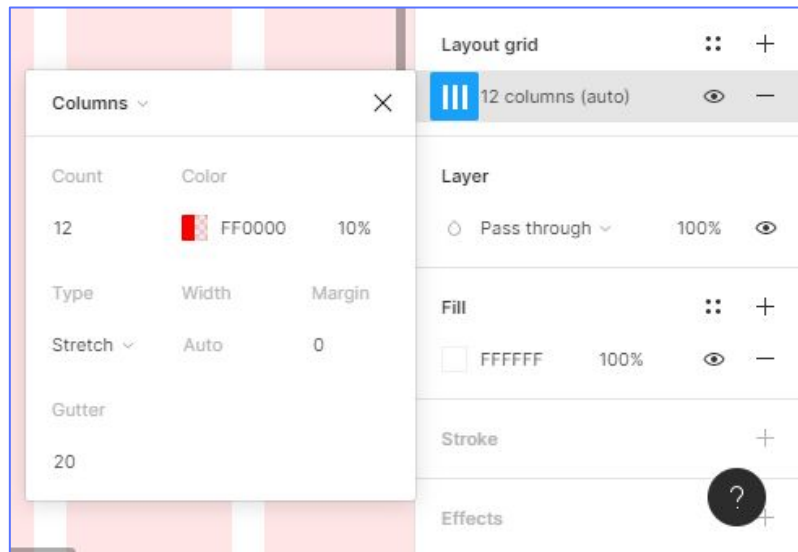 Columns
Count Color
12 FF0000 10%
Type Width Margin
Stretch Auto 0
Gutter
20
Layout grid
12 columns (auto)
Layer
Pass through 100%
Fill
FFFFFF 100%
Stroke
Effects
?